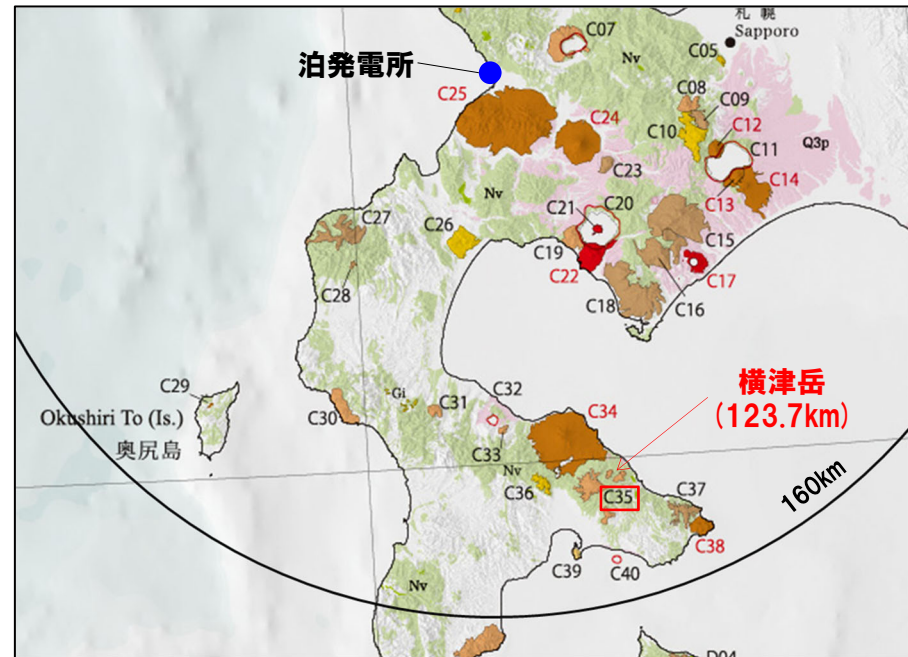 札幌
Sapporo
C07
Nv
C05
泊発電所
C25
C24
C08
C09
C10
C12
C11
Q3p
C23
C14
C13
Nv
C21
C20
C27
C26
C15
C19
C17
C22
C28
C18
C16
C29
Gi
C32
横津岳
(123.7km)
Okushiri To (Is.)
C30
C31
C34
奥尻島
C33
Nv
160km
C36
C35
C37
C38
C39
C40
Nv
D04